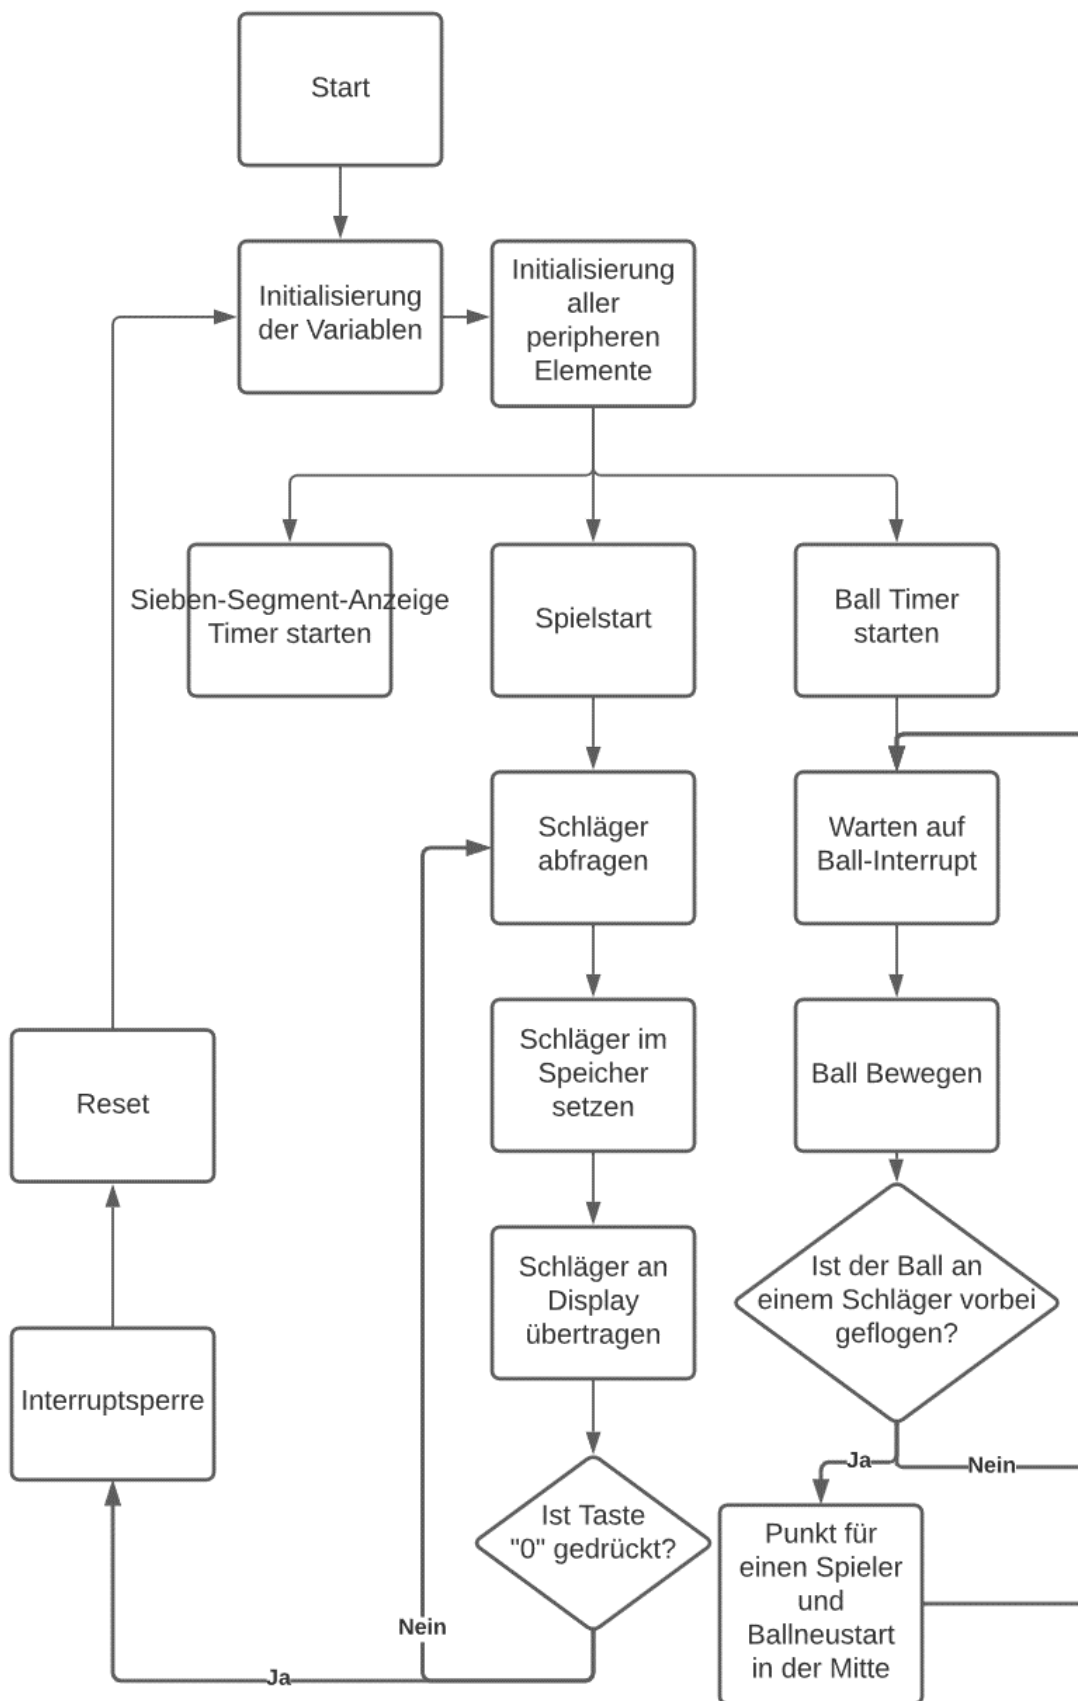 Start
Initialisierung
der Variablen
Initialisierung
aller
peripheren
Elemente
Sieben-Segment-Anzeige
Timer starten
Spielstart
Ball Timer
starten
Schläger
abfragen
Warten auf
Ball-Interrupt
Schläger im
Speicher
setzen
Ball Bewegen
Reset
Schläger an
Display
übertragen
Ist der Ball an
einem Schläger vorbei
geflogen?
Interruptsperre
Ja
Nein
Ist Taste
"0" gedrückt?
Punkt für
einen Spieler
und
Ballneustart
in der Mitte
Nein
Ja